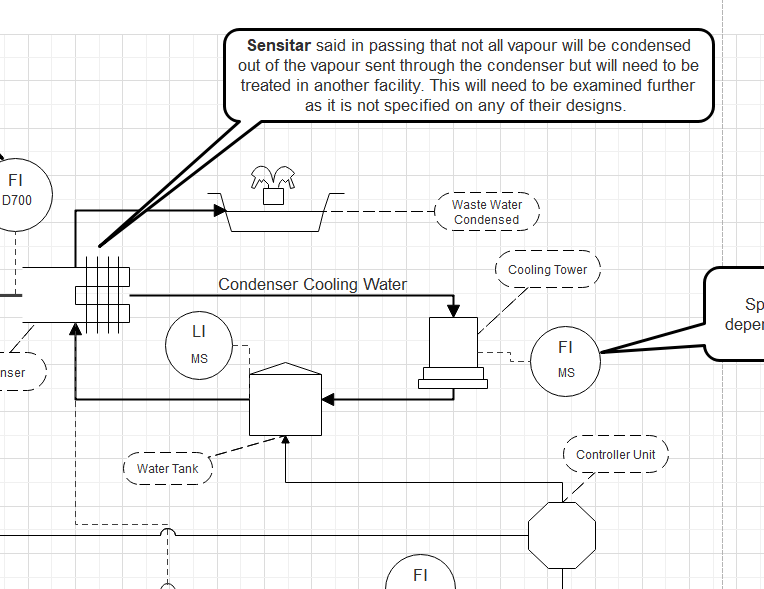 Sensitar said in passing that not all vapour will be condensed
out of the vapour sent through the condenser but will need to be
treated in another facility. This will need to be examined further
as it is not specified on any of their designs.
FI
D700
Waste Water
Condensed
Cooling Tower
Condenser Cooling Water
Sp
deper
LI
MS
FI
MS
nser
Water Tank
Controller Unit
FI